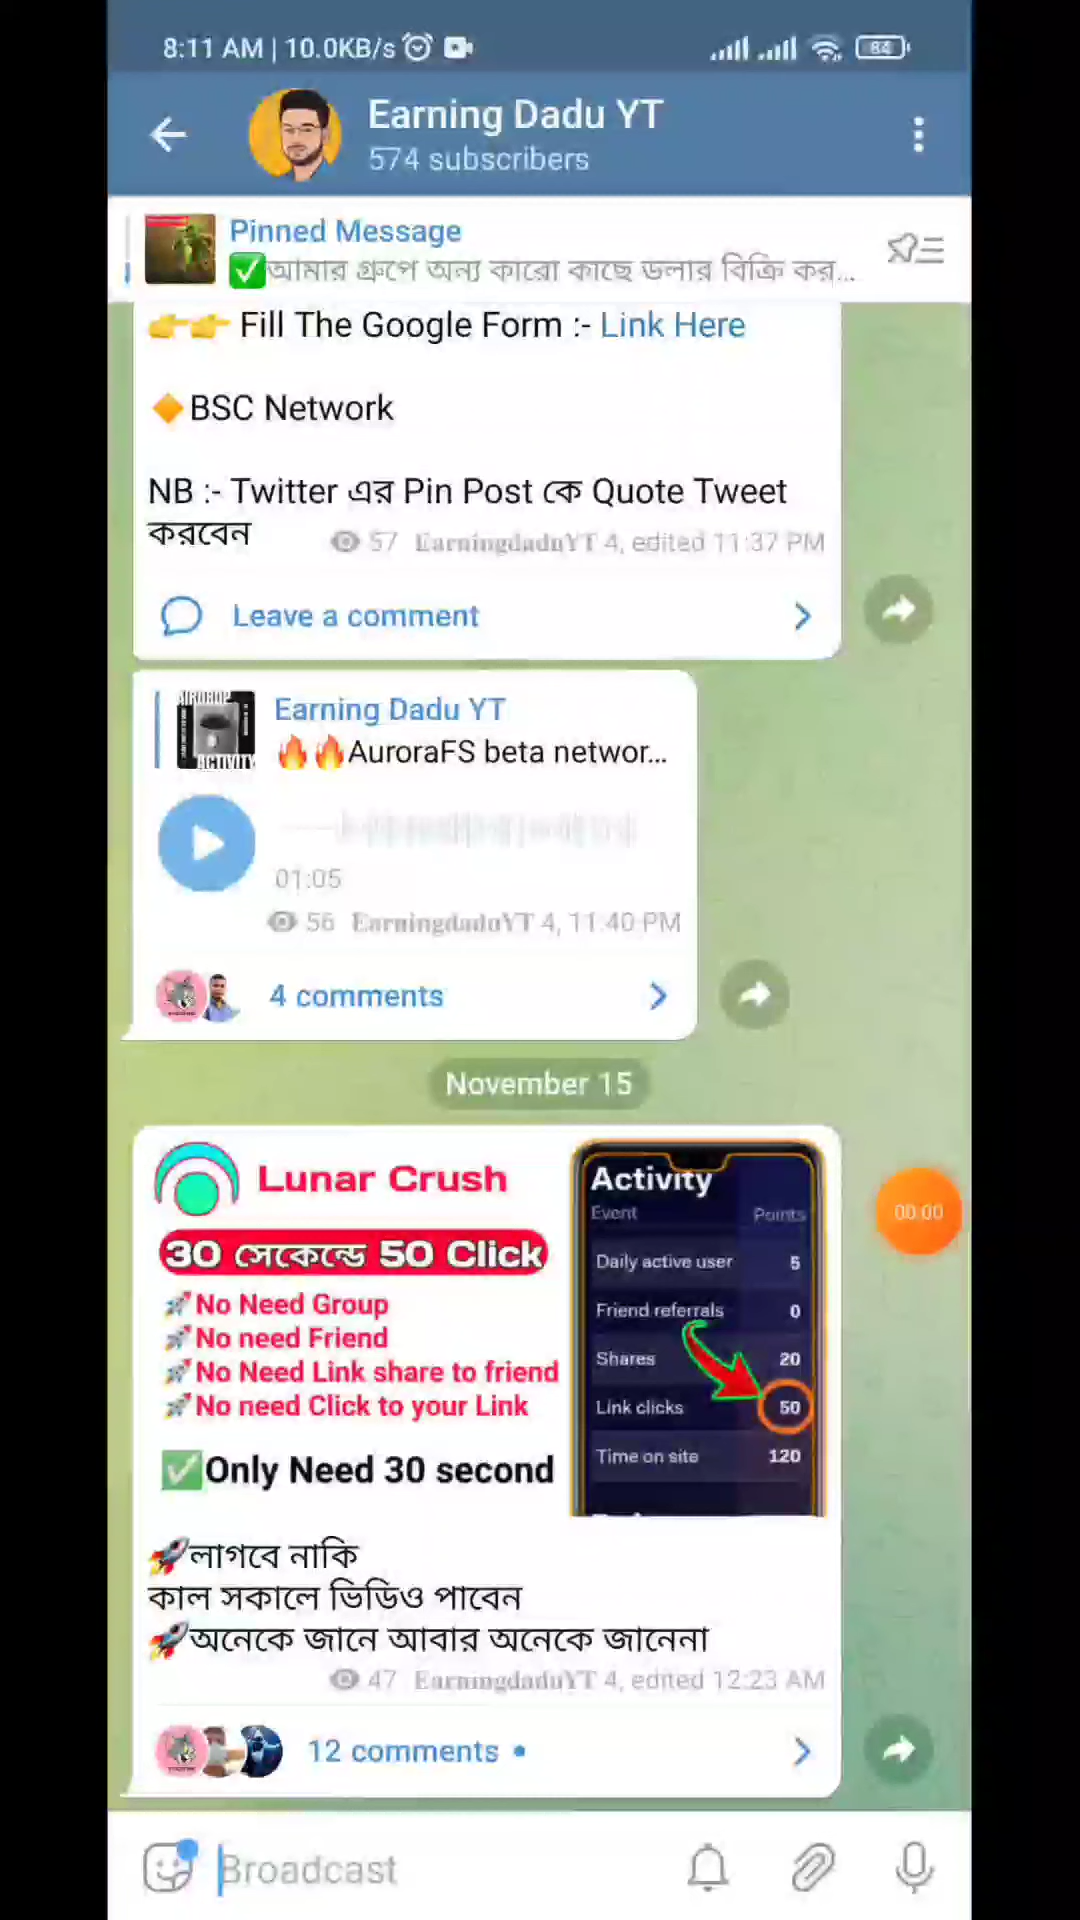 8:11 AM | 10.0KB/s
84
Earning Dadu YT
574 subscribers
Pinned Message
✅আমার গ্রুপে অন্য কারো কাছে ডলার বিক্রি কর...
👉👉 Fill The Google Form :- Link Here
🔶BSC Network
NB :- Twitter এর Pin Post কে Quote Tweet
করবেন
57 EarningdaduYT 4, edited 11:37 PM
Leave a comment
AIRDROP
ACTIVITY
Earning Dadu YT
🔥🔥AuroraFS beta networ...
01:05
56 EarningdaduYT 4, 11:40 PM
4 comments
November 15
Lunar Crush
30 সেকেন্ডে 50 Click
🚀No Need Group
🚀No need Friend
🚀No Need Link share to friend
🚀No need Click to your Link
✅Only Need 30 second
Activity
Event Points
Daily active user 5
Friend referrals 0
Shares 20
Link clicks 50
Time on site 120
00:00
🚀লাগবে নাকি
কাল সকালে ভিডিও পাবেন
🚀অনেকে জানে আবার অনেকে জানেনা
47 EarningdaduYT 4, edited 12:23 AM
12 comments
Broadcast